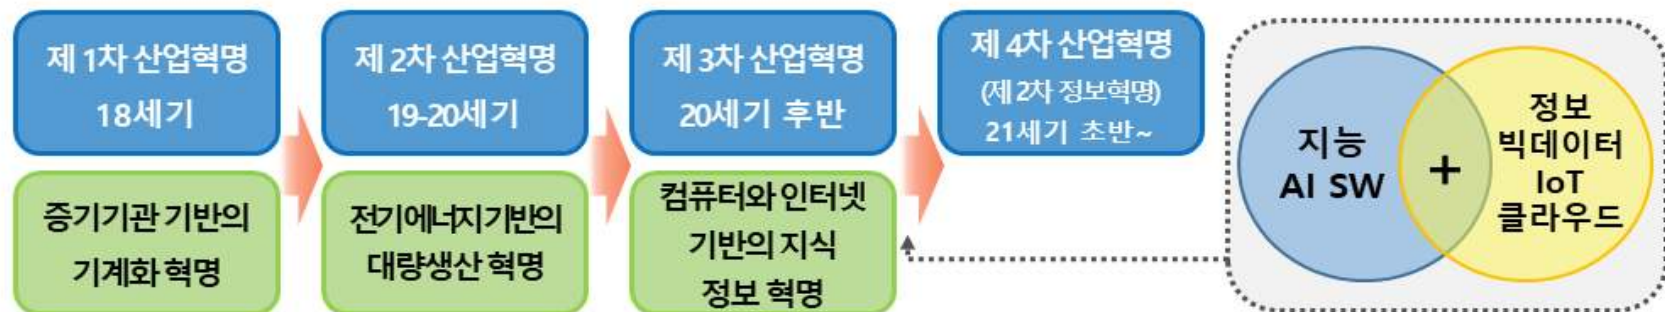 제 1차 산업혁명
18세기
증기기관 기반의
기계화 혁명
제 2차 산업혁명
19-20세기
전기에너지기반의
대량생산 혁명
제 3차 산업혁명
20세기 후반
컴퓨터와 인터넷
기반의 지식
정보 혁명
제 4차 산업혁명
(제2차 정보혁명)
21세기 초반~
지능
AI SW
+
정보
빅데이터
IoT
클라우드